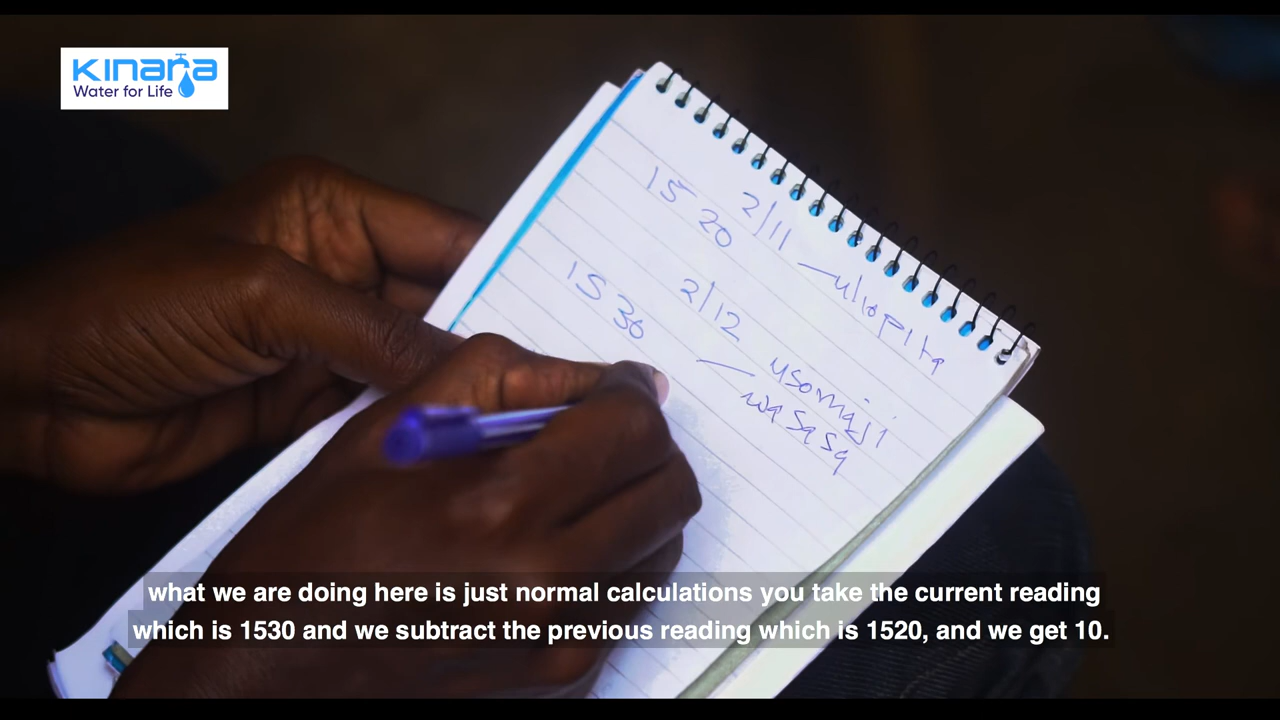 Kinara
Water for Life
1520 2/11 — uliopita
1530 2/12 — usomaji
wa sasa
what we are doing here is just normal calculations you take the current reading
which is 1530 and we subtract the previous reading which is 1520, and we get 10.